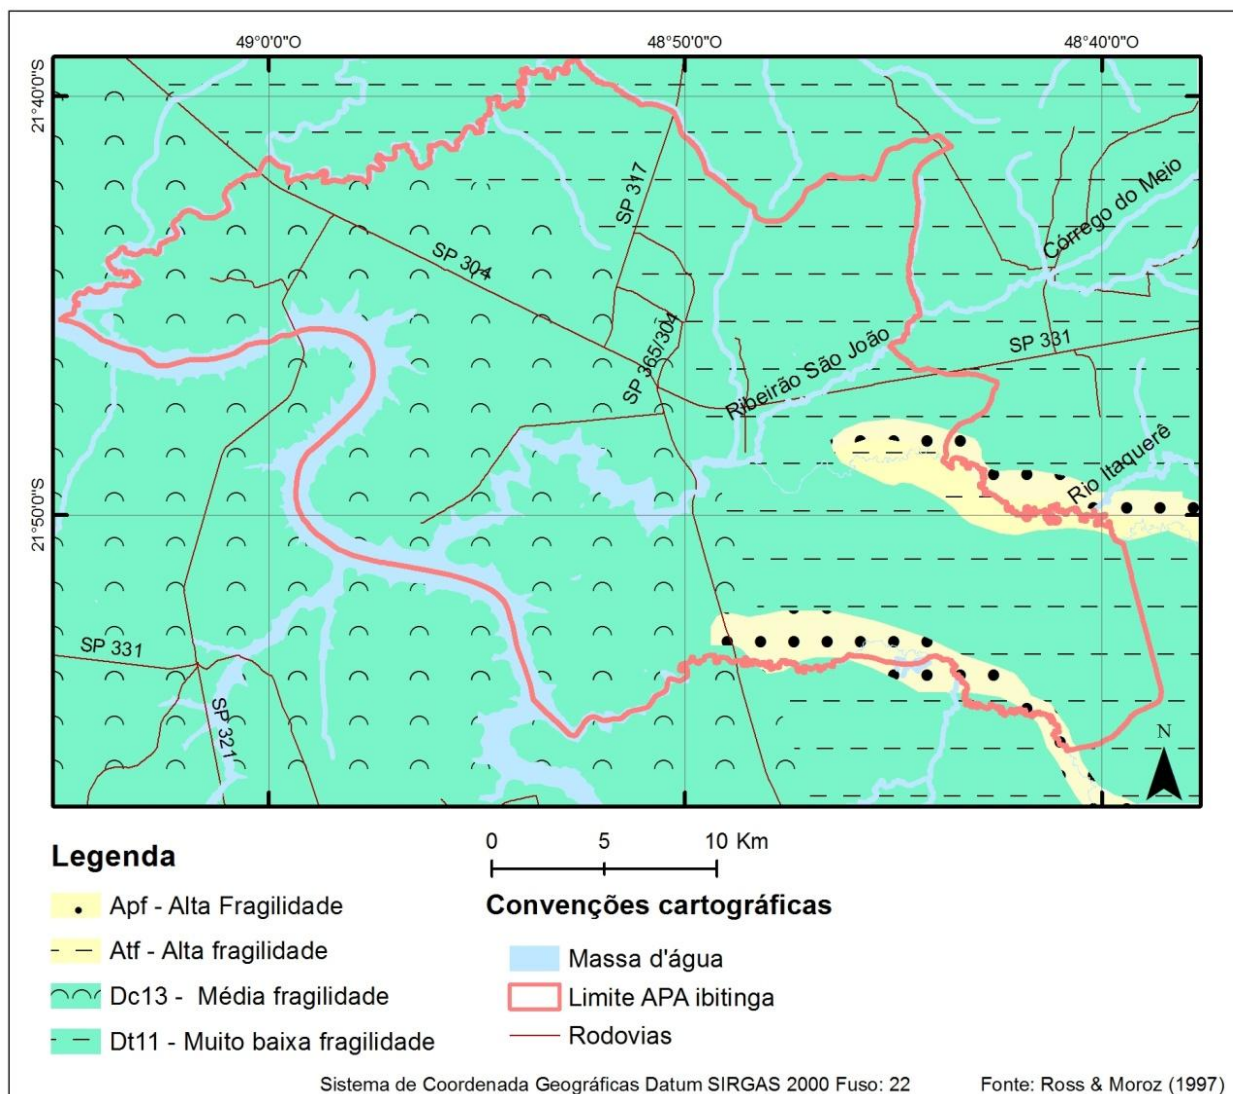 49°0'0"O
48°50'0"O
48°40'0"O
21°40'0"S
21°50'0"S
SP 317
Córrego do Meio
SP 304
SP 365/304
Ribeirão São João
SP 331
Rio Itaquerê
SP 331
SP 321
N
Legenda
Apf - Alta Fragilidade
Atf - Alta fragilidade
Dc13 - Média fragilidade
Dt11 - Muito baixa fragilidade
0 5 10 Km
Convenções cartográficas
Massa d'água
Limite APA ibitinga
Rodovias
Sistema de Coordenada Geográficas Datum SIRGAS 2000 Fuso: 22
Fonte: Ross & Moroz (1997)